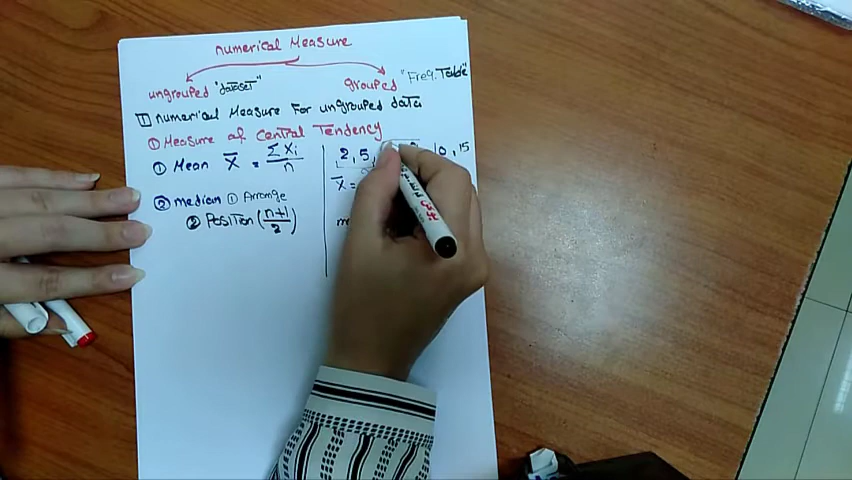 numerical Measure
ungrouped "dataset" grouped "Freq. Table"
1 numerical Measure For ungrouped data
① Measure of Central Tendency
① Mean X̄ = ΣXi / n
2, 5, 10, 15
X̄ =
② median ① Arrange
② Position (n+1 / 2)
m